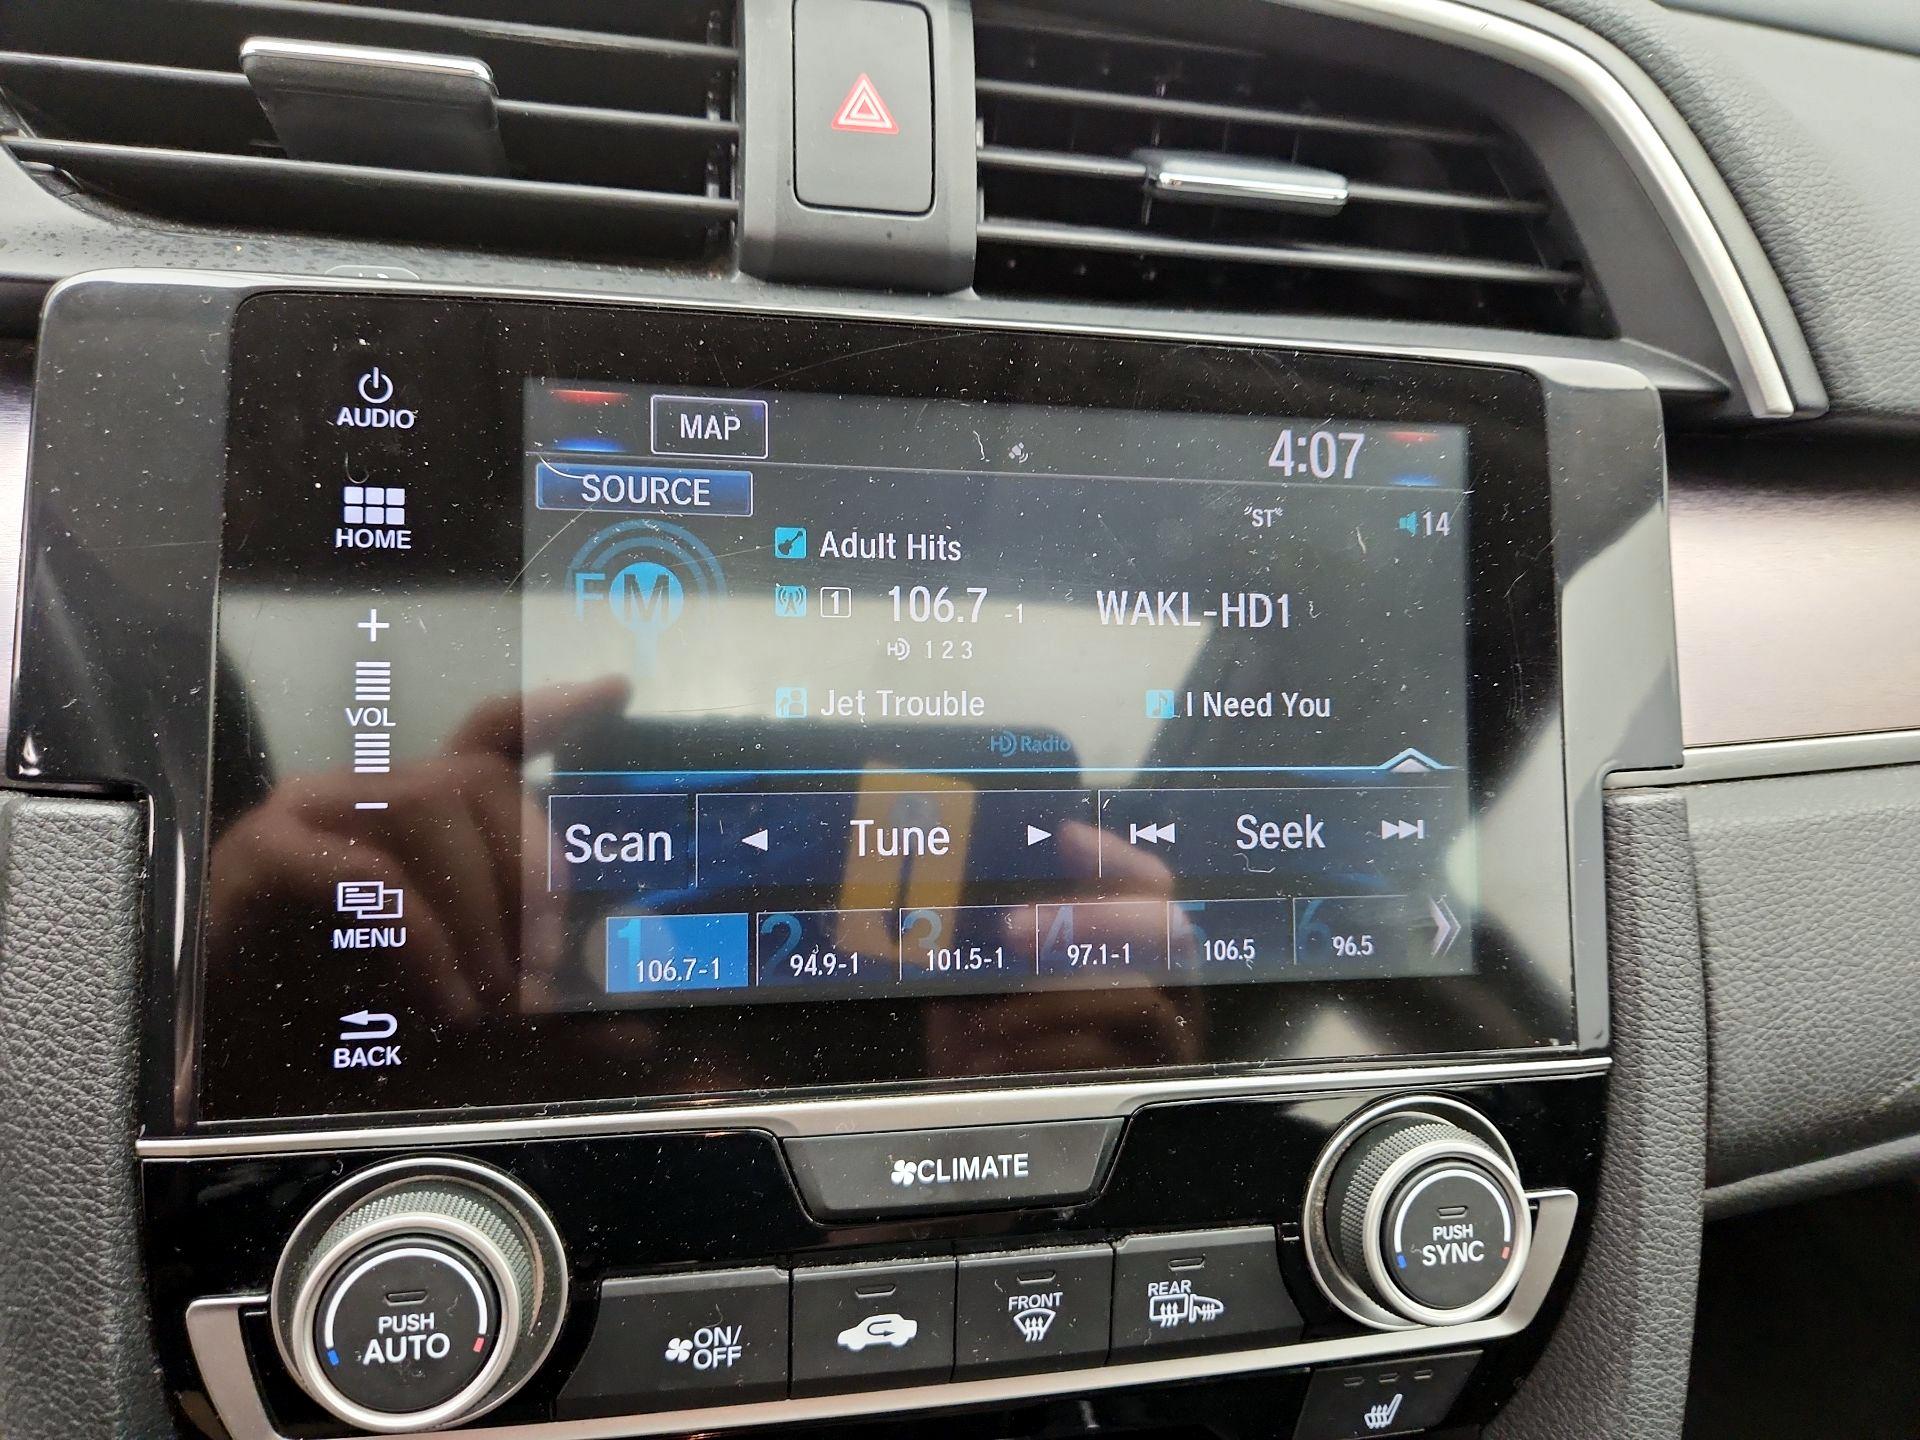 AUDIO
HOME
+
VOL
−
MENU
BACK
MAP
4:07
SOURCE
"ST"
14
FM
Adult Hits
1 106.7 -1 WAKL-HD1
HD 1 2 3
Jet Trouble I Need You
HD Radio
Scan Tune Seek
1 2 3 4 5 6
106.7-1 94.9-1 101.5-1 97.1-1 106.5 96.5
CLIMATE
PUSH
AUTO
ON/
OFF
FRONT
REAR
PUSH
SYNC